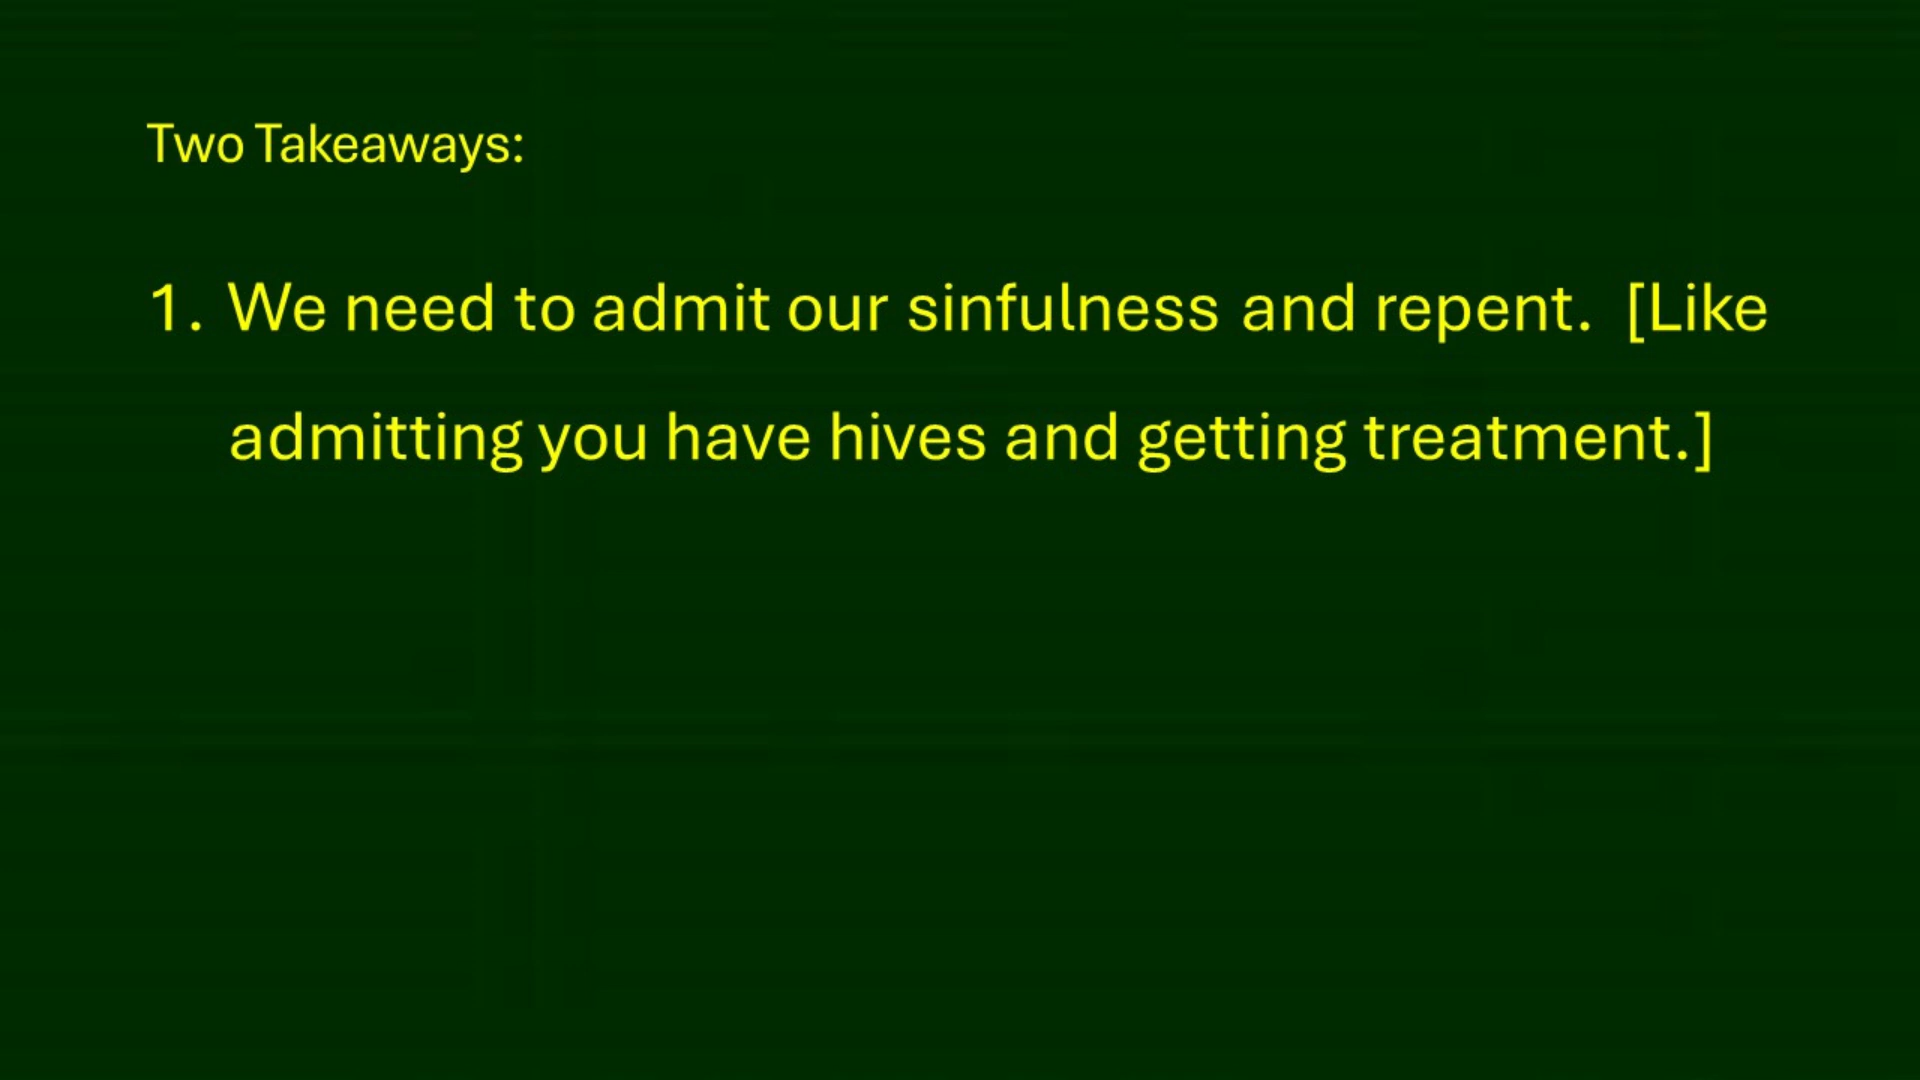 Two Takeaways:
1. We need to admit our sinfulness and repent.  [Like
admitting you have hives and getting treatment.]